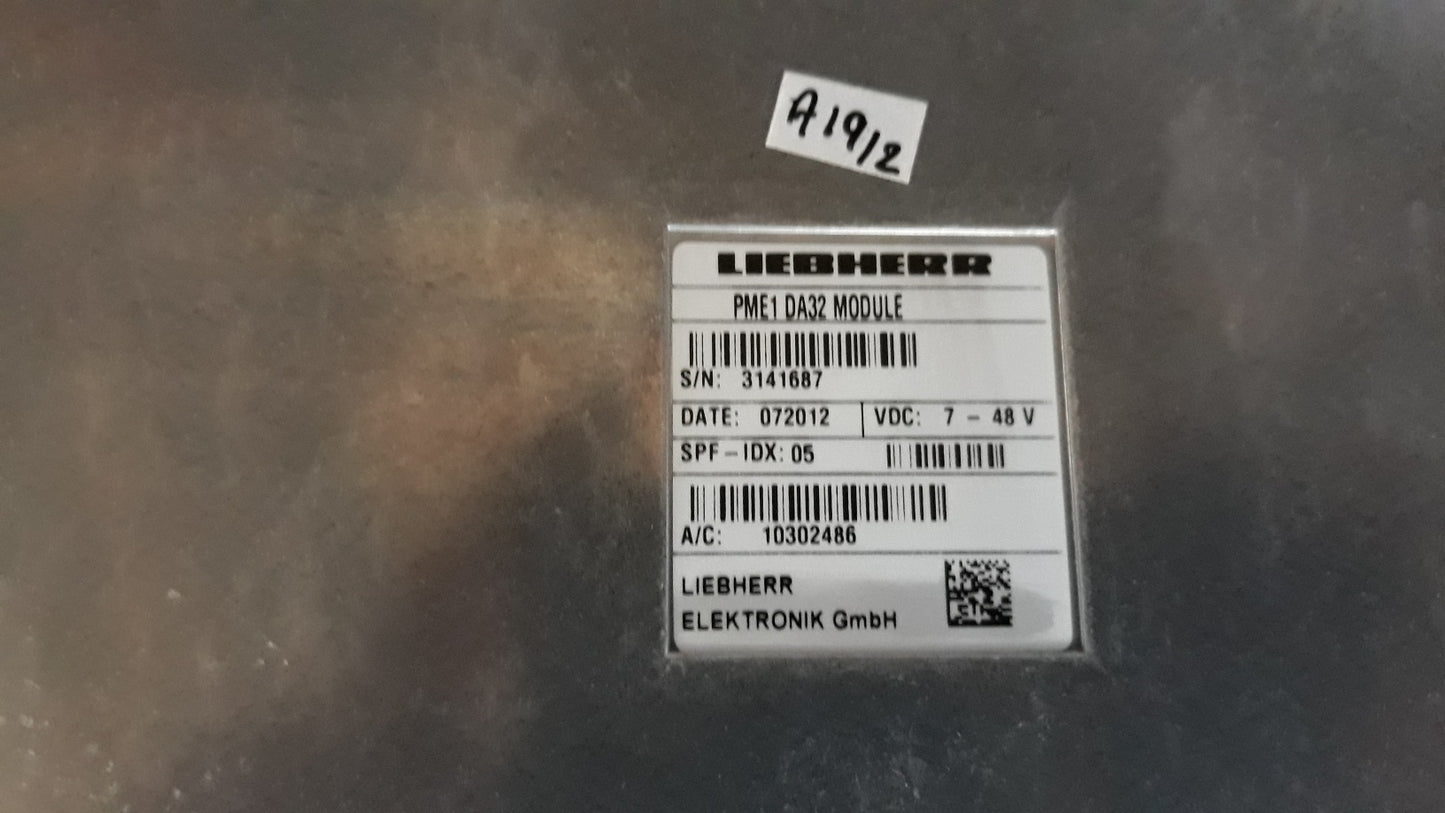 A19/2
LIEBHERR
PME1 DA32 MODULE
S/N: 3141687
DATE: 072012 VDC: 7 - 48 V
SPF-IDX: 05
A/C: 10302486
LIEBHERR
ELEKTRONIK GmbH